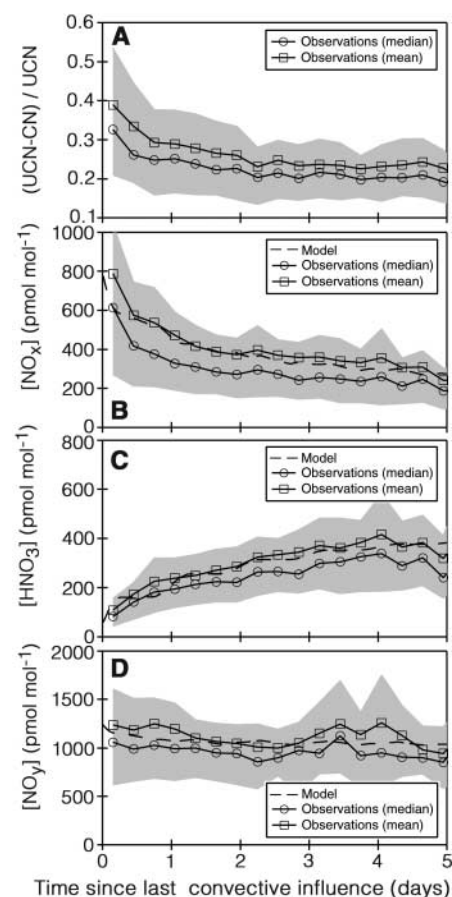 A
Observations (median)
Observations (mean)
(UCN-CN) / UCN
0.6
0.5
0.4
0.3
0.2
0.1
B
Model
Observations (median)
Observations (mean)
[NOx] (pmol mol-1)
1000
800
600
400
200
0
C
Model
Observations (median)
Observations (mean)
[HNO3] (pmol mol-1)
800
600
400
200
0
D
Model
Observations (median)
Observations (mean)
[NOy] (pmol mol-1)
2000
1500
1000
500
0
0 1 2 3 4 5
Time since last convective influence (days)